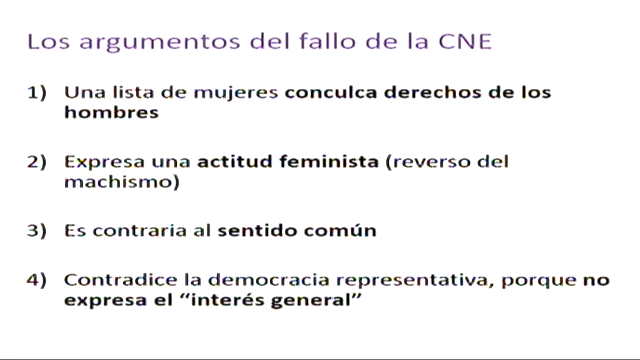 Los argumentos del fallo de la CNE
1) Una lista de mujeres conculca derechos de los
hombres
2) Expresa una actitud feminista (reverso del
machismo)
3) Es contraria al sentido común
4) Contradice la democracia representativa, porque no
expresa el “interés general”